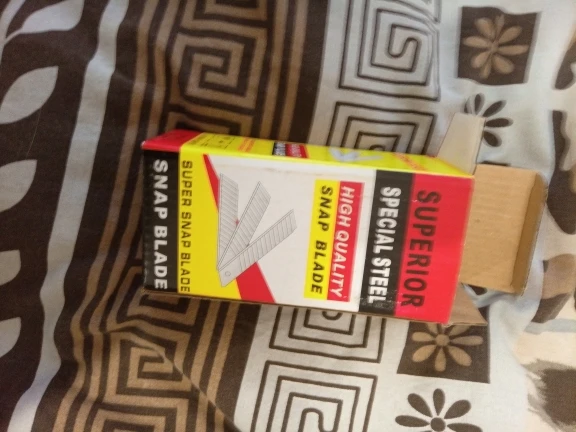 SUPERIOR
SPECIAL STEEL
HIGH QUALITY
SNAP BLADE
SUPER SNAP BLADE
SNAP BLADE